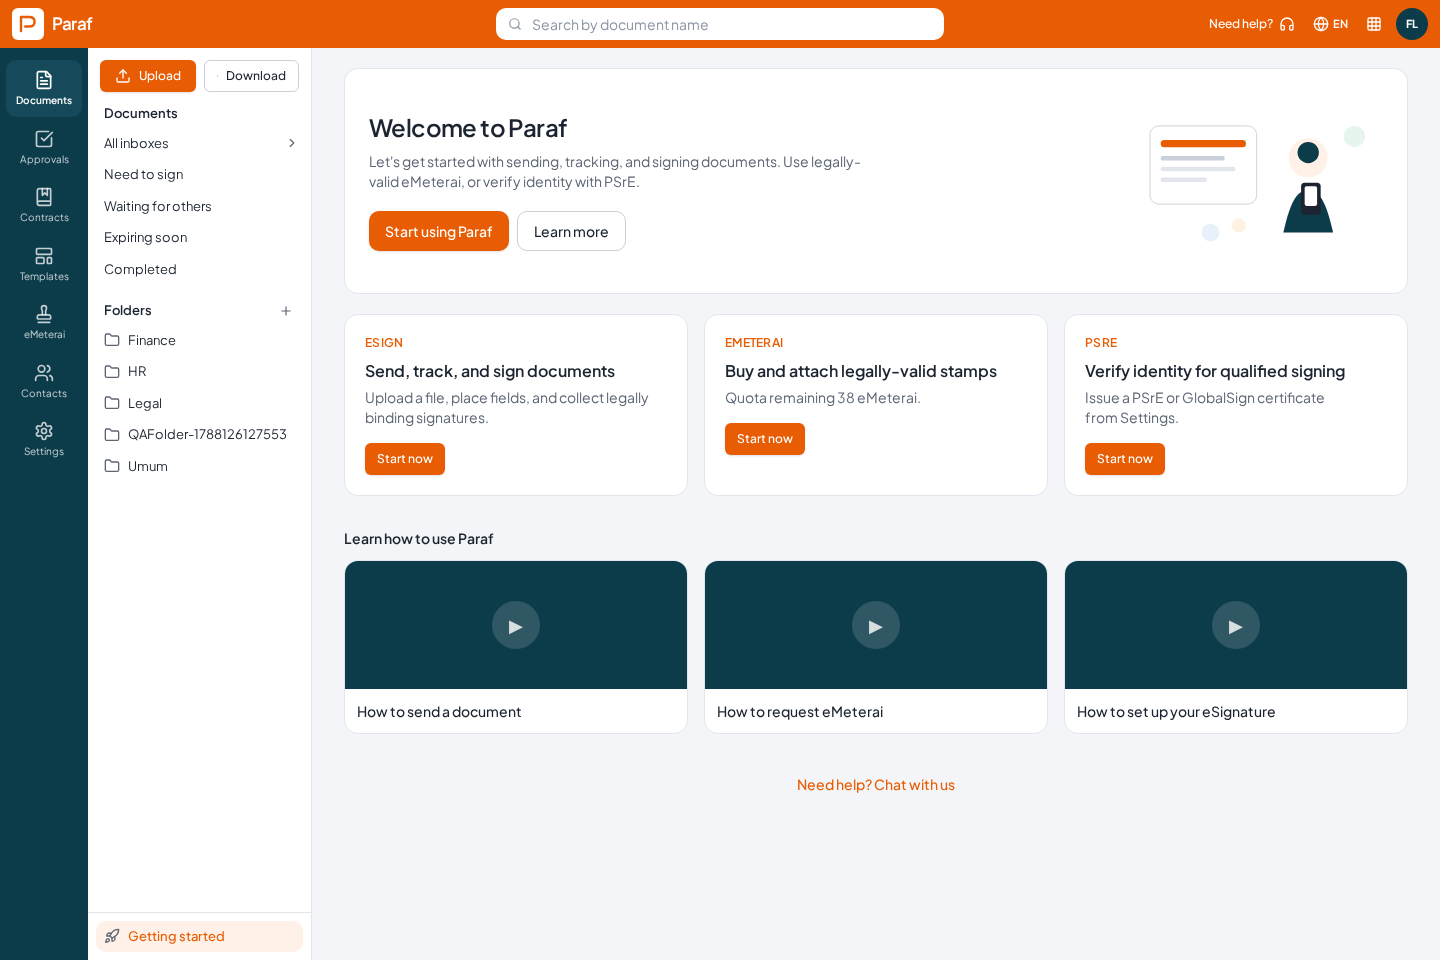 Paraf
Search by document name
Need help?
EN
FL
Documents
Approvals
Contracts
Templates
eMeterai
Contacts
Settings
Upload
Download
Documents
All inboxes
Need to sign
Waiting for others
Expiring soon
Completed
Folders
Finance
HR
Legal
QAFolder-1788126127553
Umum
Getting started
Welcome to Paraf
Let's get started with sending, tracking, and signing documents. Use legally-
valid eMeterai, or verify identity with PSrE.
Start using Paraf
Learn more
ESIGN
Send, track, and sign documents
Upload a file, place fields, and collect legally
binding signatures.
Start now
EMETERAI
Buy and attach legally-valid stamps
Quota remaining 38 eMeterai.
Start now
PSRE
Verify identity for qualified signing
Issue a PSrE or GlobalSign certificate
from Settings.
Start now
Learn how to use Paraf
How to send a document
How to request eMeterai
How to set up your eSignature
Need help? Chat with us